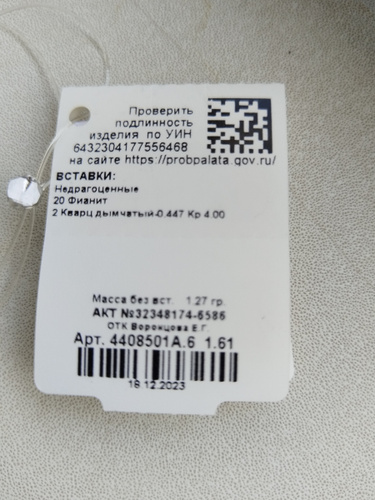 Проверить
подлинность
изделия по УИН
6432304177556468
на сайте https://probpalata.gov.ru/
ВСТАВКИ:
Недрагоценные
20 Фианит
2 Кварц дымчатый-0.447 Кр 4.00
Масса без вст. 1.27 гр.
АКТ №32348174-6586
ОТК Воронцова Е.Г.
Арт. 4408501А.6 1.61
18.12.2023